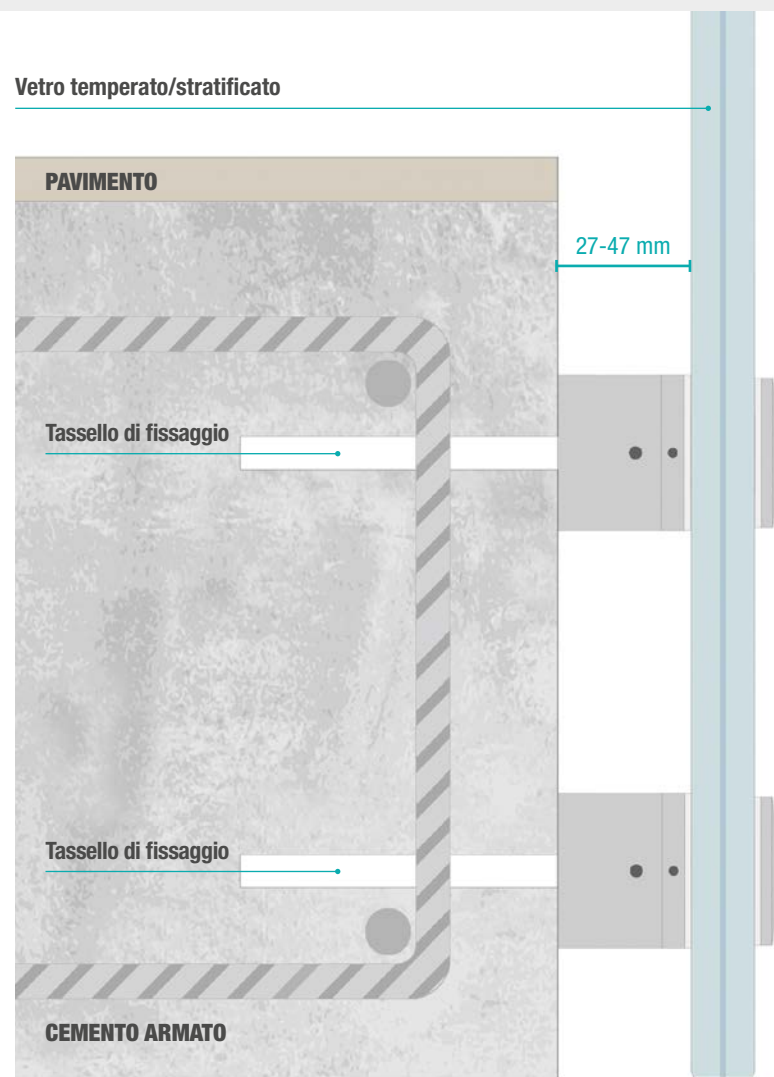 Vetro temperato/stratificato
PAVIMENTO
27-47 mm
Tassello di fissaggio
Tassello di fissaggio
CEMENTO ARMATO